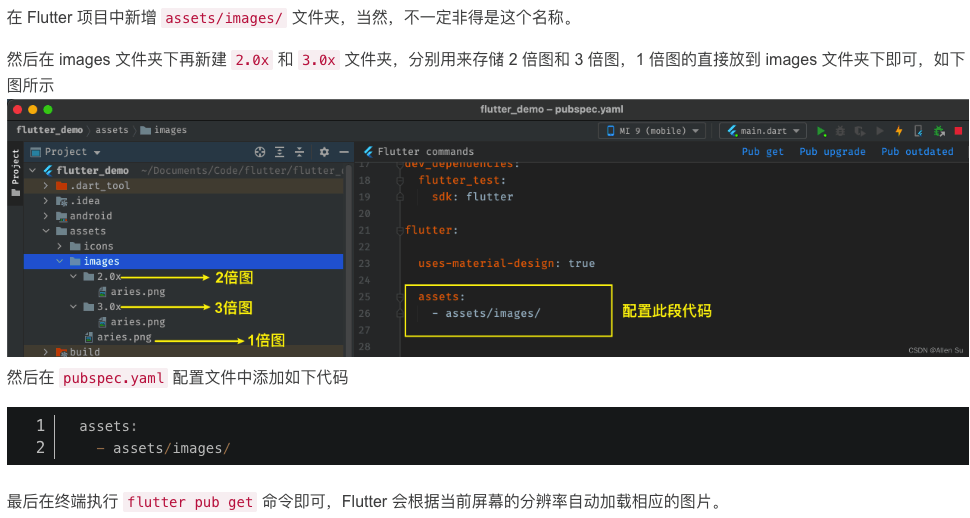 在 Flutter 项目中新增 assets/images/ 文件夹，当然，不一定非得是这个名称。
然后在 images 文件夹下再新建 2.0x 和 3.0x 文件夹，分别用来存储 2 倍图和 3 倍图，1 倍图的直接放到 images 文件夹下即可，如下
图所示
flutter_demo – pubspec.yaml
flutter_demo 〉 assets 〉 images
MI 9 (mobile)
main.dart
Project
Project
flutter_demo ~/Documents/Code/flutter/flutter_
.dart_tool
.idea
android
assets
icons
images
2.0x 2倍图
aries.png
3.0x 3倍图
aries.png
aries.png 1倍图
build
Flutter commands
Pub get Pub upgrade Pub outdated
17 dev_dependencies:
18 flutter_test:
19 sdk: flutter
20
21 flutter:
22
23 uses-material-design: true
24
25 assets:
26 - assets/images/
27
28
配置此段代码
CSDN @Allen Su
然后在 pubspec.yaml 配置文件中添加如下代码
1 assets:
2 - assets/images/
最后在终端执行 flutter pub get 命令即可，Flutter 会根据当前屏幕的分辨率自动加载相应的图片。